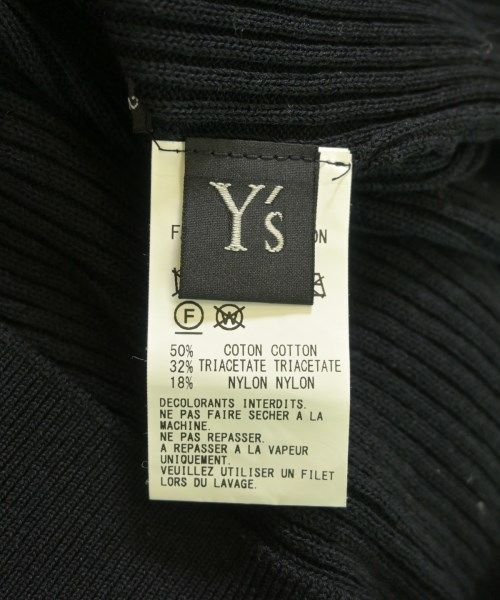 Y's
F
ON
F
W
50% COTON COTTON
32% TRIACETATE TRIACETATE
18% NYLON NYLON
DECOLORANTS INTERDITS.
NE PAS FAIRE SECHER A LA
MACHINE.
NE PAS REPASSER.
A REPASSER A LA VAPEUR
UNIQUEMENT.
VEUILLEZ UTILISER UN FILET
LORS DU LAVAGE.